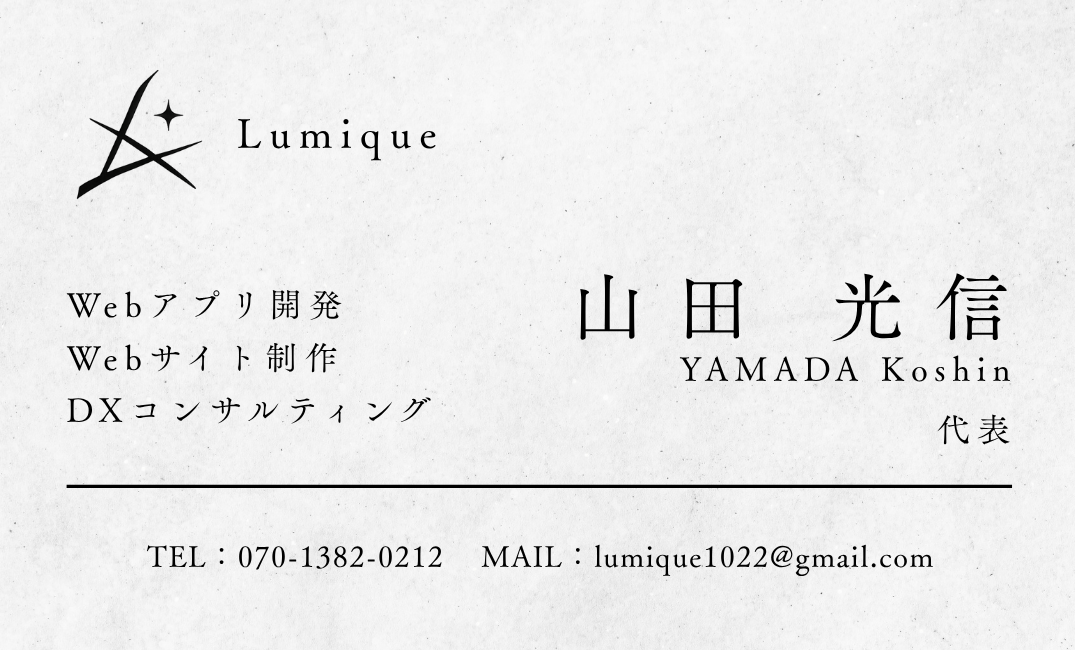 Lumique
Webアプリ開発
Webサイト制作
DXコンサルティング
山田 光信
YAMADA Koshin
代表
TEL：070-1382-0212 MAIL：lumique1022@gmail.com